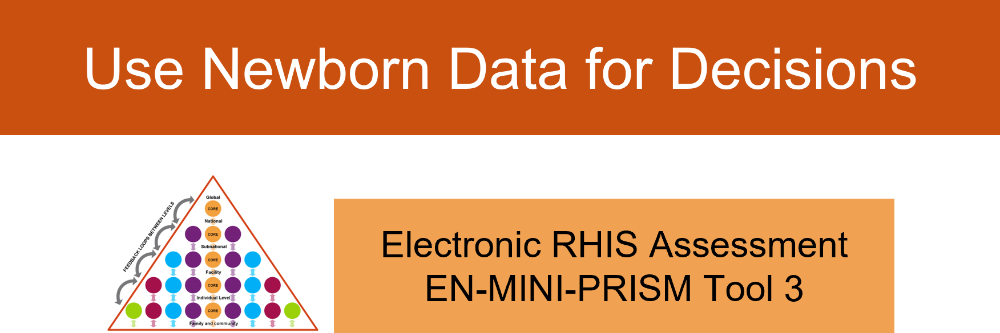 Use Newborn Data for Decisions
FEEDBACK LOOPS BETWEEN LEVELS
Global
CORE
National
CORE
Subnational
CORE
Facility
CORE
Individual Level
CORE
Family and community
Electronic RHIS Assessment
EN-MINI-PRISM Tool 3